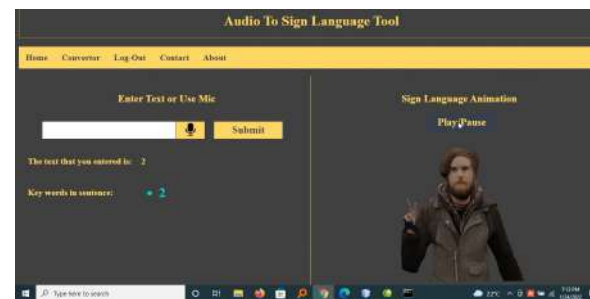 Audio To Sign Language Tool
Home Converter Log-Out Contact About
Enter Text or Use Mic
Submit
The text that you entered is: 2
Key words in sentence: 2
Sign Language Animation
Play/Pause
Type here to search
22°C